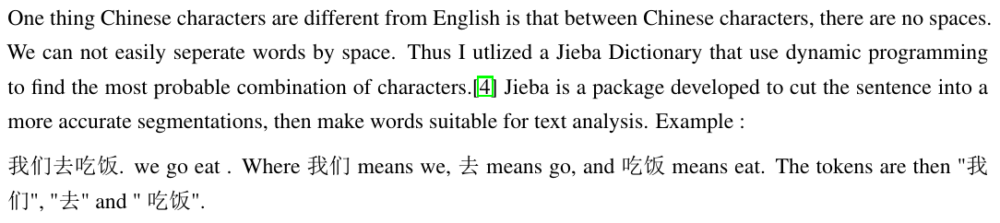 One thing Chinese characters are different from English is that between Chinese characters, there are no spaces.
We can not easily seperate words by space. Thus I utlized a Jieba Dictionary that use dynamic programming
to find the most probable combination of characters.[4] Jieba is a package developed to cut the sentence into a
more accurate segmentations, then make words suitable for text analysis. Example :
我们去吃饭. we go eat . Where 我们 means we, 去 means go, and 吃饭 means eat. The tokens are then "我
们", "去" and " 吃饭".